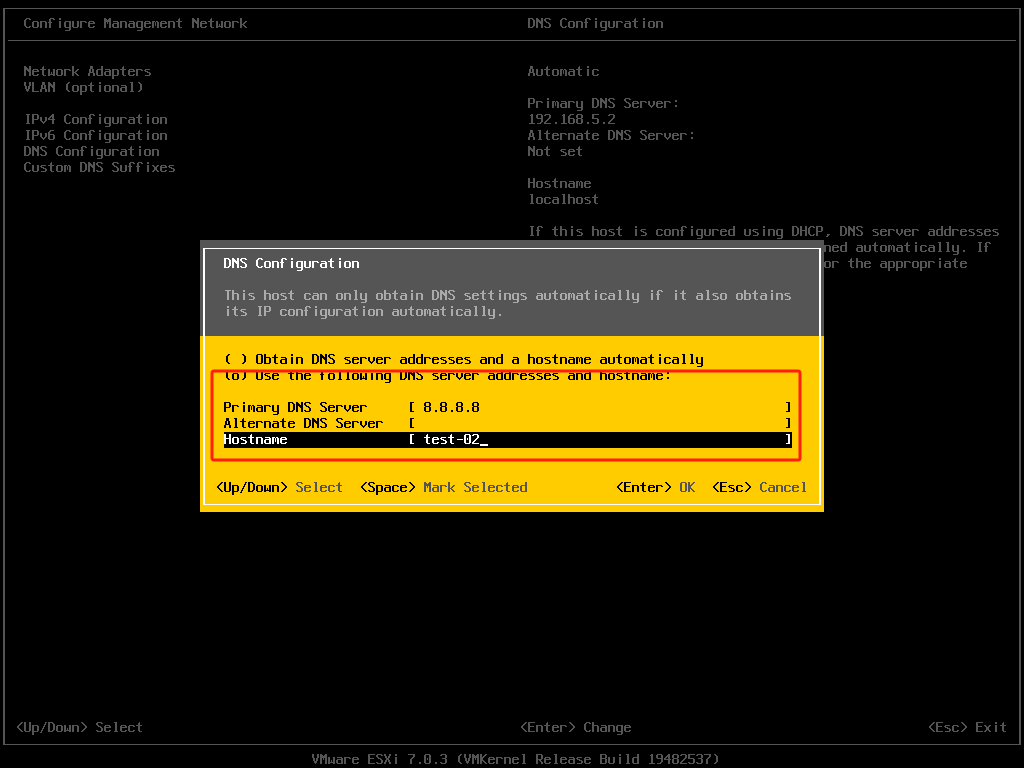 Configure Management Network
DNS Configuration
Network Adapters
VLAN (optional)
IPv4 Configuration
IPv6 Configuration
DNS Configuration
Custom DNS Suffixes
Automatic
Primary DNS Server:
192.168.5.2
Alternate DNS Server:
Not set
Hostname
localhost
If this host is configured using DHCP, DNS server addresses
ned automatically. If
or the appropriate
DNS Configuration
This host can only obtain DNS settings automatically if it also obtains
its IP configuration automatically.
( ) Obtain DNS server addresses and a hostname automatically
(o) Use the following DNS server addresses and hostname:
Primary DNS Server [ 8.8.8.8 ]
Alternate DNS Server [ ]
Hostname [ test-02_ ]
<Up/Down> Select <Space> Mark Selected <Enter> OK <Esc> Cancel
<Up/Down> Select <Enter> Change <Esc> Exit
VMware ESXi 7.0.3 (VMKernel Release Build 19482537)